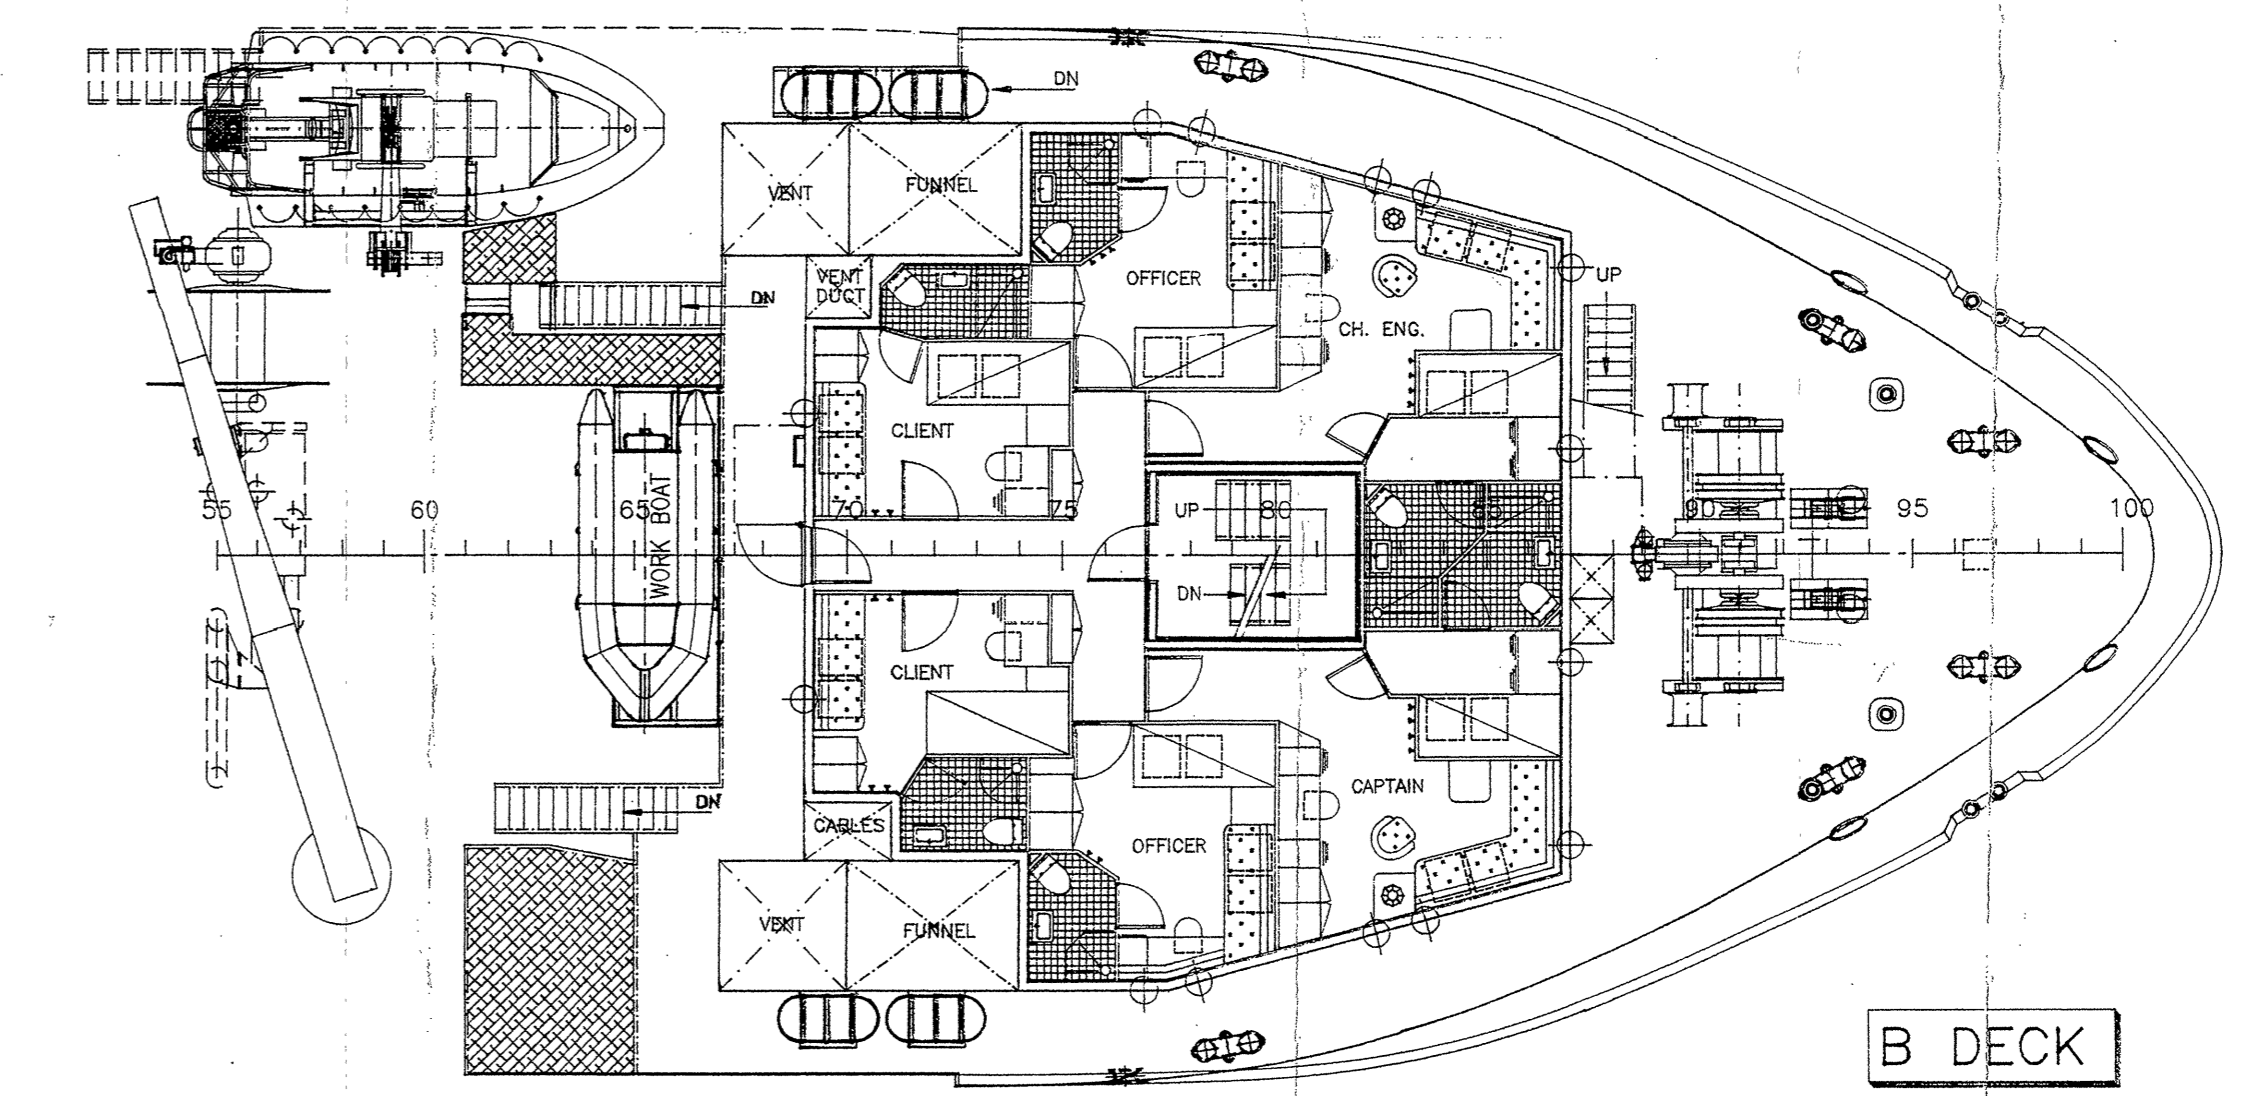 DN
VENT
FUNNEL
VENT
DUCT
OFFICER
UP
DN
CH. ENG.
CLIENT
WORK BOAT
55
60
65
70
75
UP
80
85
90
95
100
DN
CLIENT
CAPTAIN
DN
CABLES
OFFICER
VENT
FUNNEL
B DECK